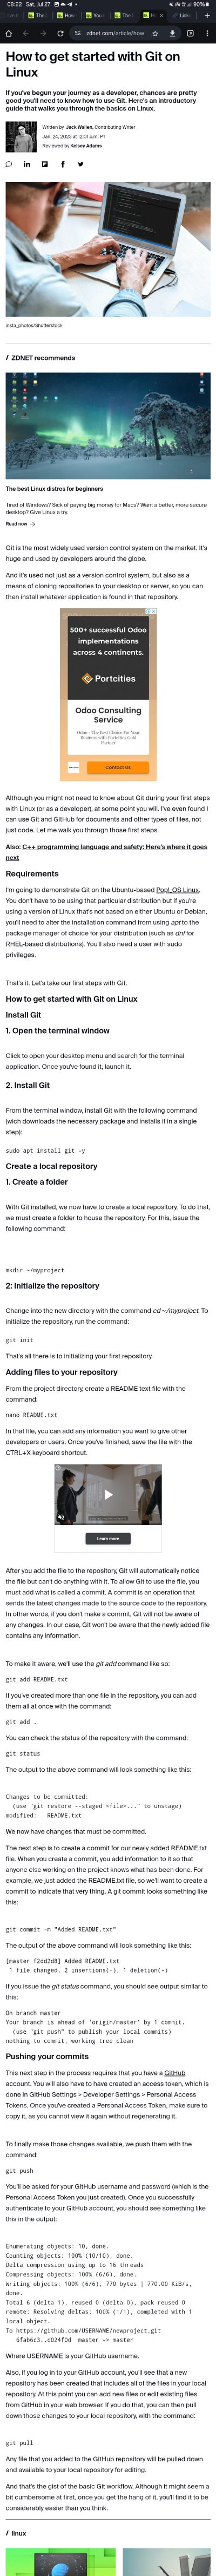 08:22 Sat, Jul 27
90%
zdnet.com/article/how
How to get started with Git on
Linux
If you've begun your journey as a developer, chances are pretty
good you'll need to know how to use Git. Here's an introductory
guide that walks you through the basics on Linux.
Written by Jack Wallen, Contributing Writer
Jan. 24, 2023 at 12:01 p.m. PT
Reviewed by Kelsey Adams
insta_photos/Shutterstock
/ ZDNET recommends
The best Linux distros for beginners
Tired of Windows? Sick of paying big money for Macs? Want a better, more secure
desktop? Give Linux a try.
Read now →
Git is the most widely used version control system on the market. It's
huge and used by developers around the globe.
And it's used not just as a version control system, but also as a
means of cloning repositories to your desktop or server, so you can
then install whatever application is found in that repository.
500+ successful Odoo
implementations
across 4 continents.
Portcities
Odoo Consulting
Service
Odoo - The Best Choice For Your
Business with PortCities Gold
Partner
Contact Us
Although you might not need to know about Git during your first steps
with Linux (or as a developer), at some point you will. I've even found I
can use Git and GitHub for documents and other types of files, not
just code. Let me walk you through those first steps.
Also: C++ programming language and safety: Here's where it goes
next
Requirements
I'm going to demonstrate Git on the Ubuntu-based Pop!_OS Linux.
You don't have to be using that particular distribution but if you're
using a version of Linux that's not based on either Ubuntu or Debian,
you'll need to alter the installation command from using apt to the
package manager of choice for your distribution (such as dnf for
RHEL-based distributions). You'll also need a user with sudo
privileges.
That's it. Let's take our first steps with Git.
How to get started with Git on Linux
Install Git
1. Open the terminal window
Click to open your desktop menu and search for the terminal
application. Once you've found it, launch it.
2. Install Git
From the terminal window, install Git with the following command
(wich downloads the necessary package and installs it in a single
step):
sudo apt install git -y
Create a local repository
1. Create a folder
With Git installed, we now have to create a local repository. To do that,
we must create a folder to house the repository. For this, issue the
following command:
mkdir ~/myproject
2: Initialize the repository
Change into the new directory with the command cd ~/myproject. To
initialize the repository, run the command:
git init
That's all there is to initializing your repository.
Adding files to your repository
From the project directory, create a README text file with the
command:
nano README.txt
In that file, you can add any information you want to give other
developers or users. Once you've finished, save the file with the
CTRL+X keyboard shortcut.
Learn more
After you add the file to the repository, Git will automatically notice
the file but can't do anything with it. To allow Git to use the file, you
must add what is called a commit. A commit is an operation that
sends the latest changes made to the source code to the repository.
In other words, if you don't make a commit, Git will not be aware of
any changes. In our case, Git won't be aware that the newly added file
contains any information.
To make it aware, we'll use the git add command like so:
git add README.txt
If you've created more than one file in the repository, you can add
them all at once with the command:
git add .
You can check the status of the repository with the command:
git status
The output to the above command will look something like this:
Changes to be committed:
(use "git restore --staged <file>..." to unstage)
modified:   README.txt
We now have changes that must be committed.
The next step is to create a commit for our newly added README.txt
file. When you create a commit, you add information to it so that
anyone else working on the project knows what has been done. For
example, we just added the README.txt file, so we'll want to create a
commit to indicate that very thing. A git commit looks something like
this:
git commit -m "Added README.txt"
The output of the above command will look something like this:
[master f2dd2d8] Added README.txt
1 file changed, 2 insertions(+), 1 deletion(-)
If you issue the git status command, you should see output similar to
this:
On branch master
Your branch is ahead of 'origin/master' by 1 commit.
(use "git push" to publish your local commits)
nothing to commit, working tree clean
Pushing your commits
This next step in the process requires that you have a GitHub
account. You will also have to have created an access token, which is
done in GitHub Settings > Developer Settings > Personal Access
Tokens. Once you've created a Personal Access Token, make sure to
copy it, as you cannot view it again without regenerating it.
To finally make those changes available, we push them with the
command:
git push
You'll be asked for your GitHub username and password (which is the
Personal Access Token you just created). Once you successfully
authenticate to your GitHub account, you should see something like
this in the output:
Enumerating objects: 10, done.
Counting objects: 100% (10/10), done.
Delta compression using up to 16 threads
Compressing objects: 100% (6/6), done.
Writing objects: 100% (6/6), 770 bytes | 770.00 KiB/s,
done.
Total 6 (delta 1), reused 0 (delta 0), pack-reused 0
remote: Resolving deltas: 100% (1/1), completed with 1
local object.
To https://github.com/USERNAME/newproject.git
6fab6c3..c024f0d  master -> master
Where USERNAME is your GitHub username.
Also, if you log in to your GitHub account, you'll see that a new
repository has been created that includes all of the files in your local
repository. At this point you can add new files or edit existing files
from GitHub in your web browser. If you do that, you can then pull
down those changes to your local repository, with the command:
git pull
Any file that you added to the GitHub repository will be pulled down
and available to your local repository for editing.
And that's the gist of the basic Git workflow. Although it might seem a
bit cumbersome at first, once you get the hang of it, you'll find it to be
considerably easier than you think.
/ linux